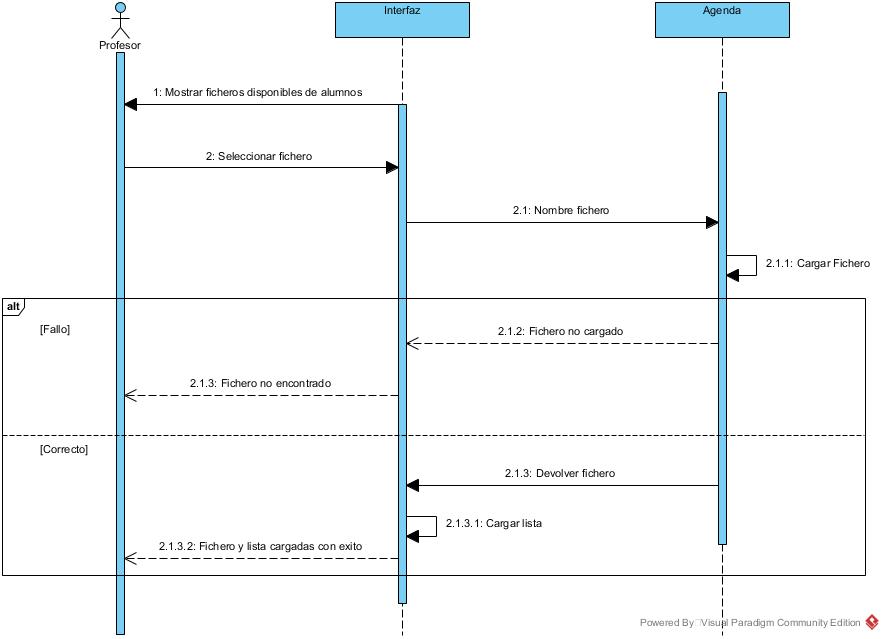 Interfaz
Agenda
Profesor
1: Mostrar ficheros disponibles de alumnos
2: Seleccionar fichero
2.1: Nombre fichero
2.1.1: Cargar Fichero
alt
[Fallo]
2.1.2: Fichero no cargado
2.1.3: Fichero no encontrado
[Correcto]
2.1.3: Devolver fichero
2.1.3.1: Cargar lista
2.1.3.2: Fichero y lista cargadas con exito
Powered By Visual Paradigm Community Edition